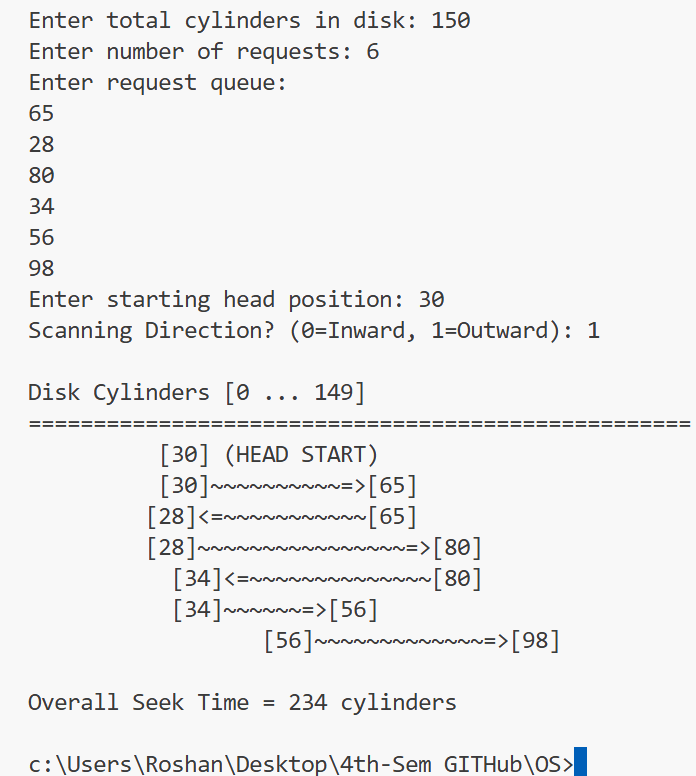 Enter total cylinders in disk: 150
Enter number of requests: 6
Enter request queue:
65
28
80
34
56
98
Enter starting head position: 30
Scanning Direction? (0=Inward, 1=Outward): 1
Disk Cylinders [0 ... 149]
===================================================
[30] (HEAD START)
[30]~~~~~~~~~~=>[65]
[28]<=~~~~~~~~~~~[65]
[28]~~~~~~~~~~~~~~~~=>[80]
[34]<=~~~~~~~~~~~~~~[80]
[34]~~~~~~=>[56]
[56]~~~~~~~~~~~~~=>[98]
Overall Seek Time = 234 cylinders
c:\Users\Roshan\Desktop\4th-Sem GITHub\OS>